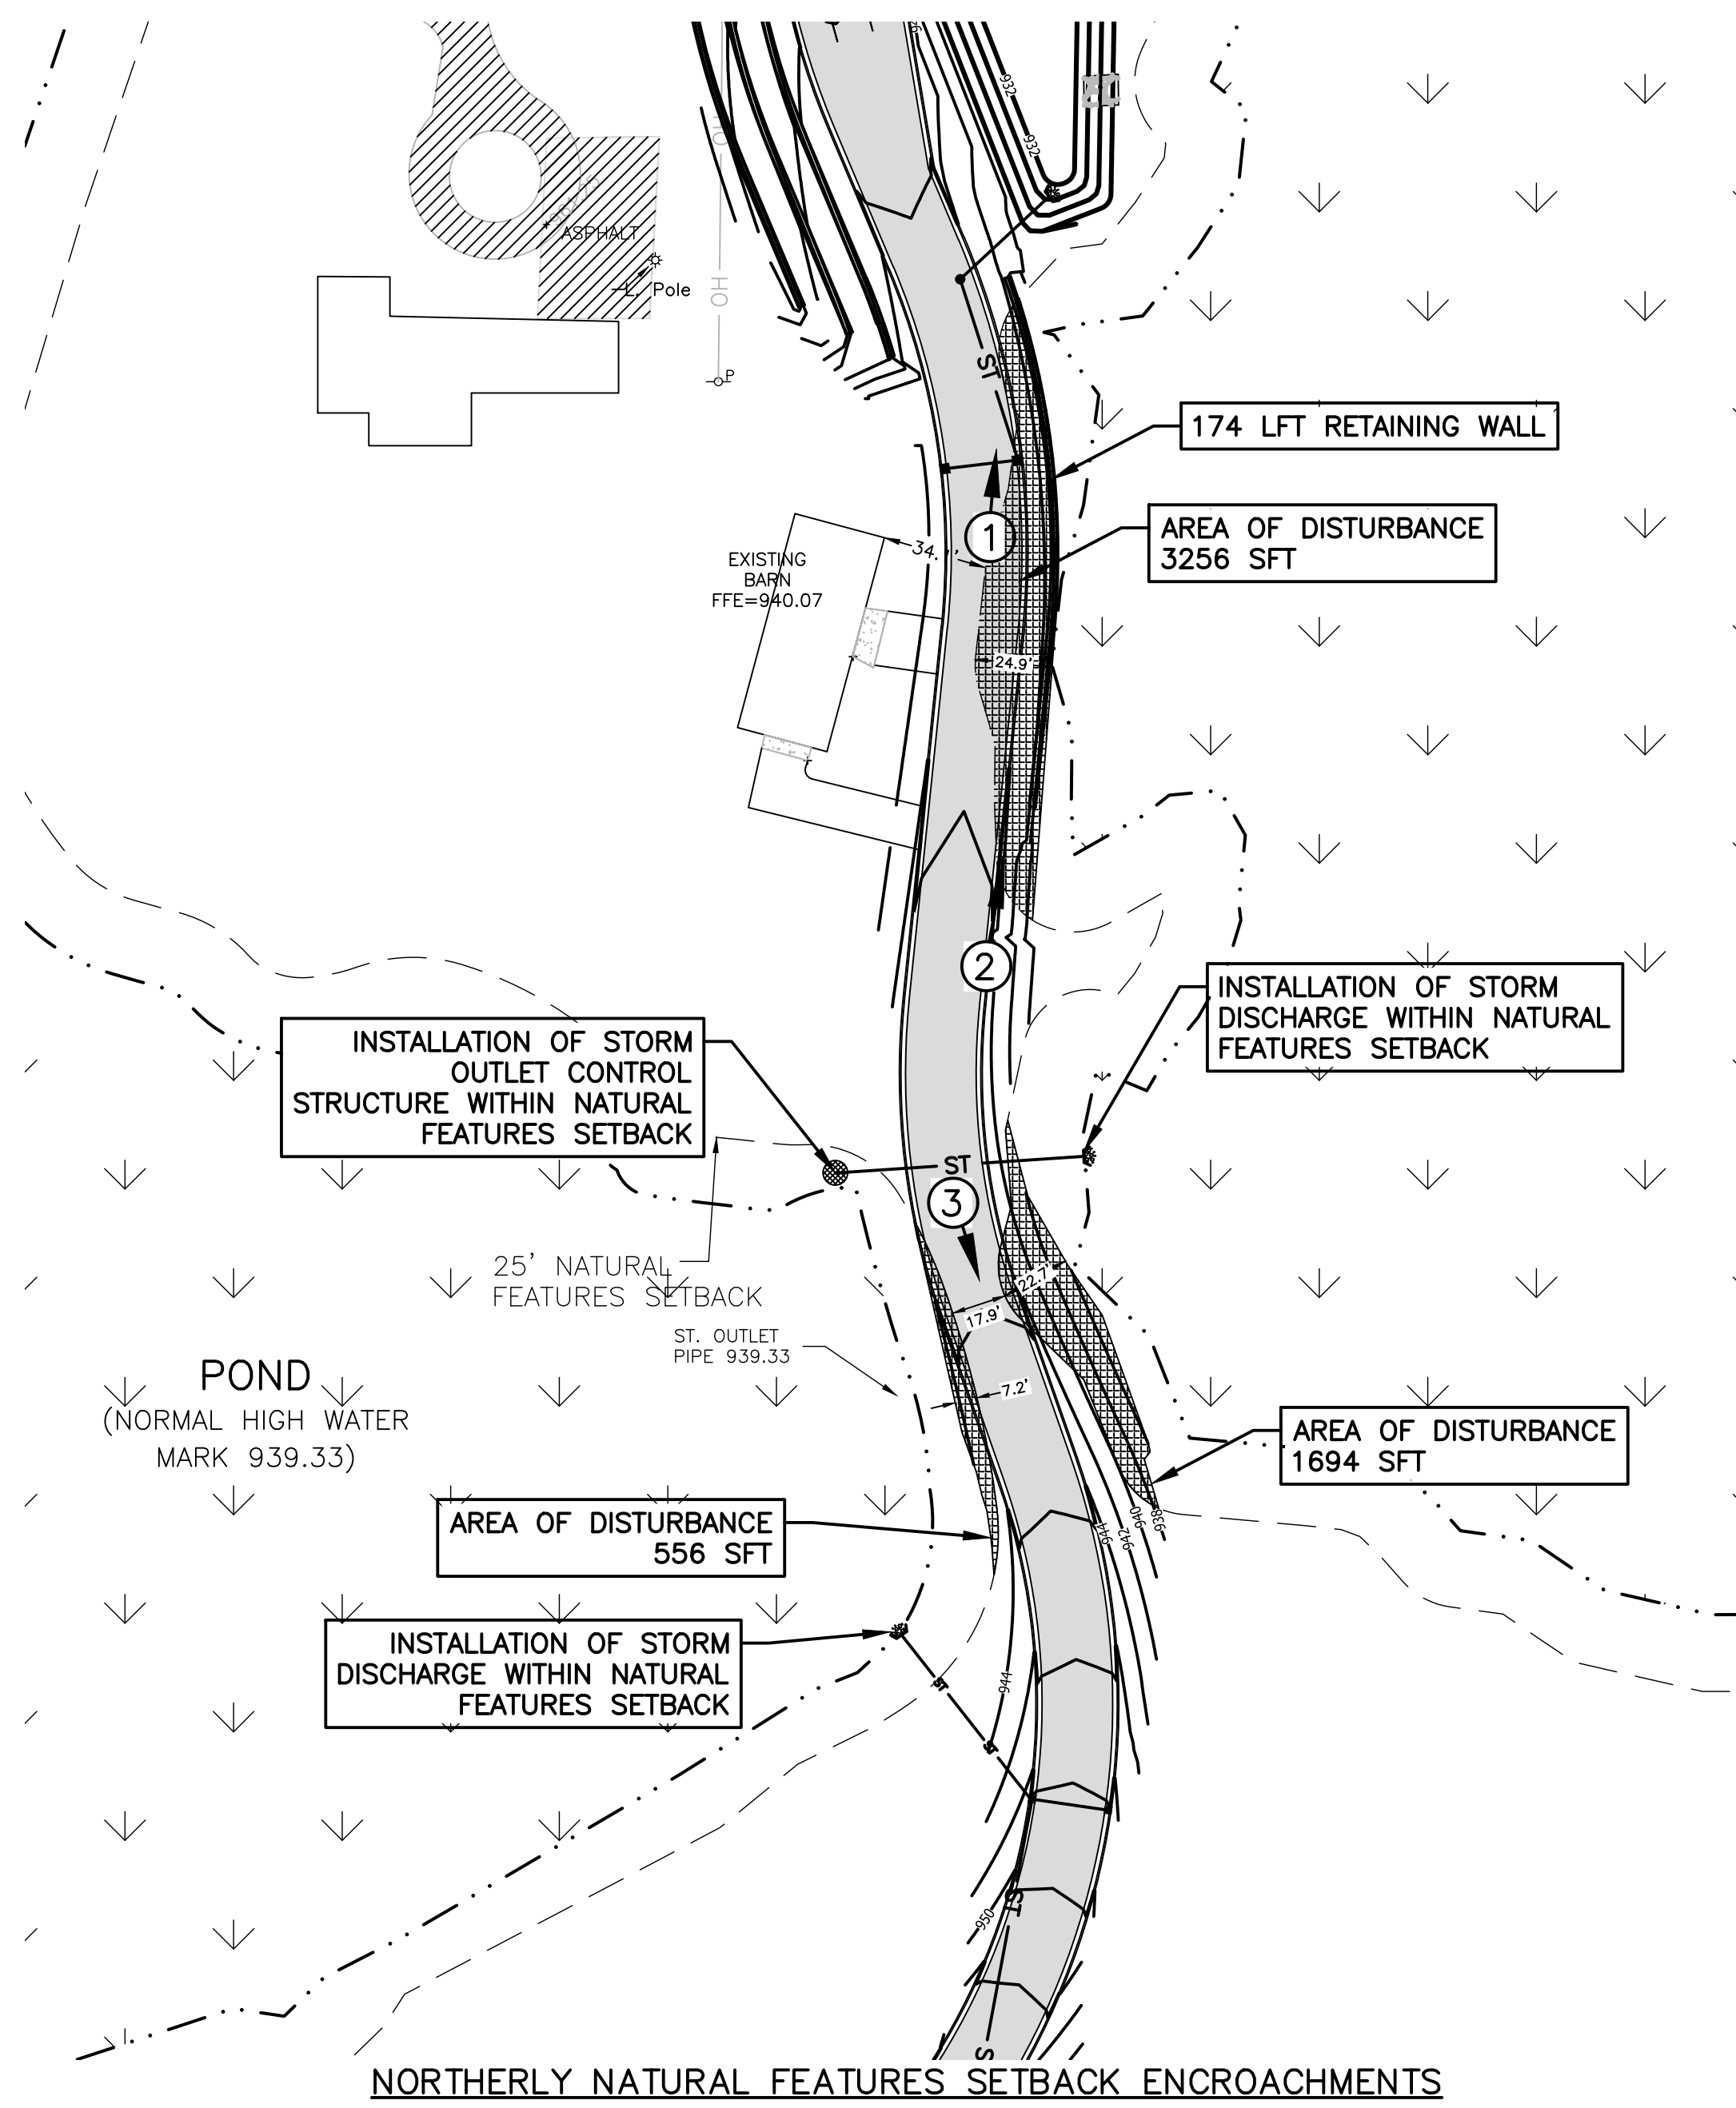 932
932
OH
ASPHALT
L. Pole
OH
P
ST
174 LFT RETAINING WALL
AREA OF DISTURBANCE
3256 SFT
1
EXISTING
BARN
FFE=940.07
24.9'
2
INSTALLATION OF STORM
DISCHARGE WITHIN NATURAL
FEATURES SETBACK
INSTALLATION OF STORM
OUTLET CONTROL
STRUCTURE WITHIN NATURAL
FEATURES SETBACK
ST
3
25' NATURAL
FEATURES SETBACK
22.7'
17.9'
ST. OUTLET
PIPE 939.33
7.2'
POND
(NORMAL HIGH WATER
MARK 939.33)
AREA OF DISTURBANCE
1694 SFT
AREA OF DISTURBANCE
556 SFT
944
942
940
938
INSTALLATION OF STORM
DISCHARGE WITHIN NATURAL
FEATURES SETBACK
ST
944
ST
950
ST
S
NORTHERLY NATURAL FEATURES SETBACK ENCROACHMENTS